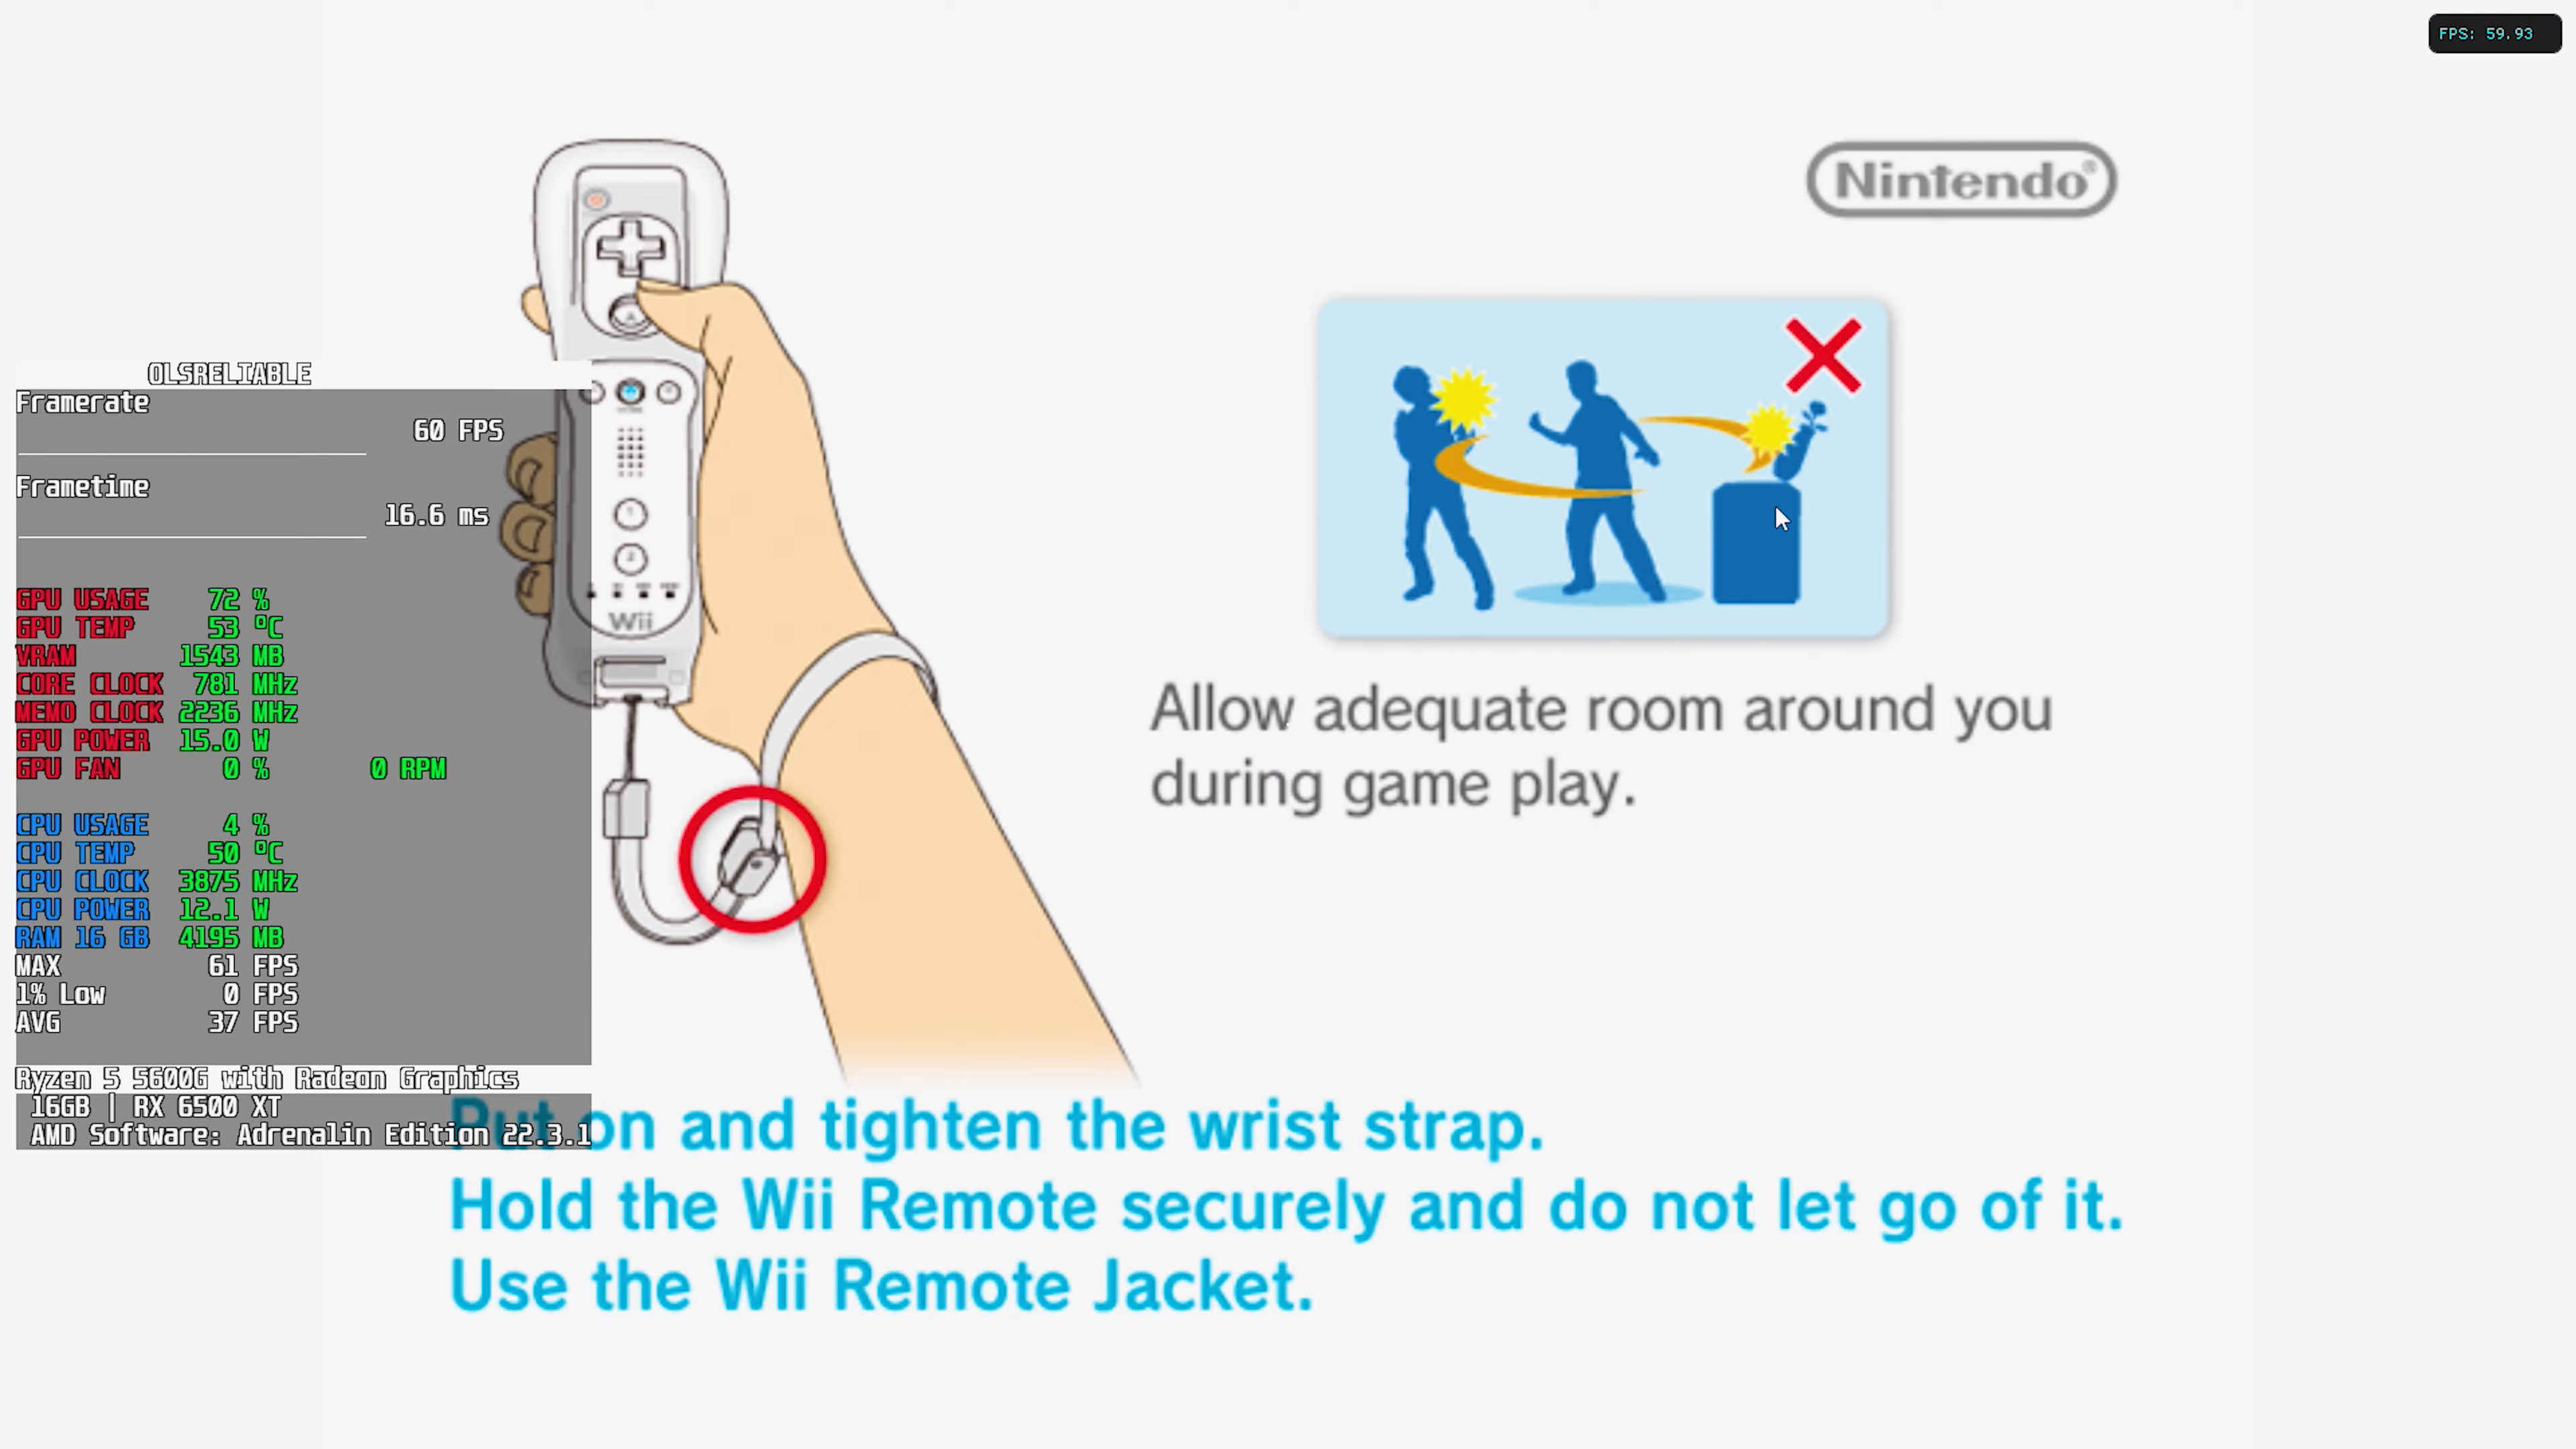 FPS: 59.93
Nintendo®
OLSRELIABLE
Framerate
60 FPS
Frametime
16.6 ms
GPU USAGE 72 %
GPU TEMP 53 ºC
VRAM 1543 MB
CORE CLOCK 781 MHz
MEMO CLOCK 2236 MHz
GPU POWER 15.0 W
GPU FAN 0 % 0 RPM
CPU USAGE 4 %
CPU TEMP 50 ºC
CPU CLOCK 3875 MHz
CPU POWER 12.1 W
RAM 16 GB 4195 MB
MAX 61 FPS
1% Low 0 FPS
AVG 37 FPS
Ryzen 5 5600G with Radeon Graphics
16GB | RX 6500 XT
AMD Software: Adrenalin Edition 22.3.1
A
1
2
Wii
Allow adequate room around you
during game play.
Put on and tighten the wrist strap.
Hold the Wii Remote securely and do not let go of it.
Use the Wii Remote Jacket.